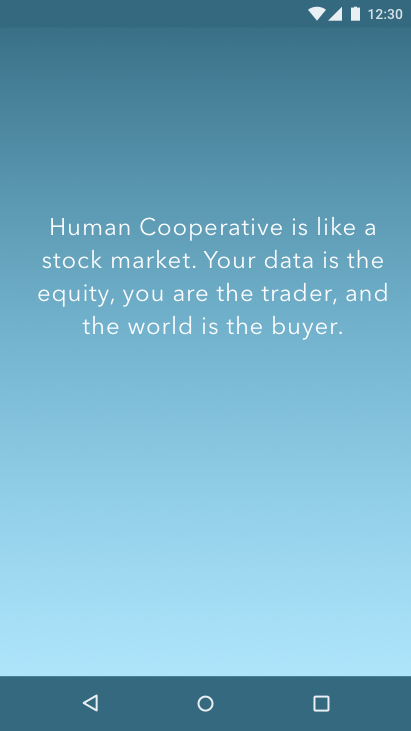 12:30
Human Cooperative is like a
stock market. Your data is the
equity, you are the trader, and
the world is the buyer.